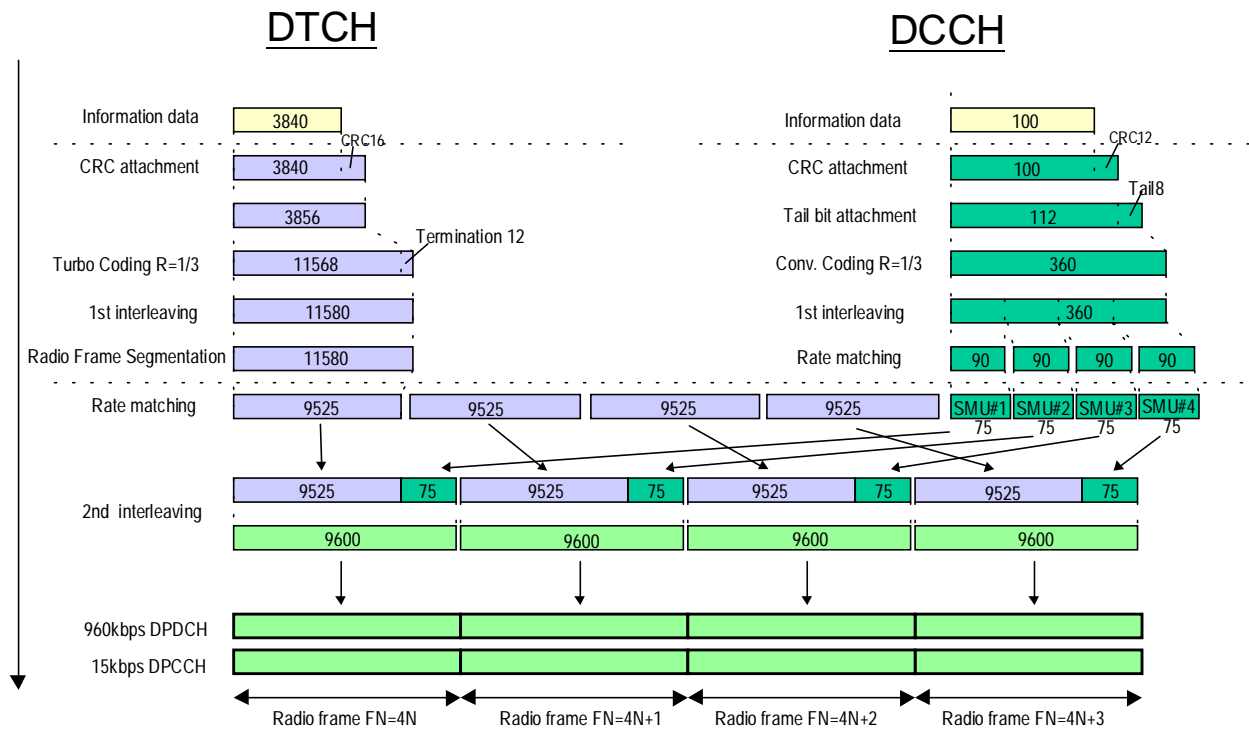 DTCH
DCCH
Information data
3840
Information data
100
CRC16
CRC12
CRC attachment
3840
CRC attachment
100
Tail8
3856
Tail bit attachment
112
Termination 12
Turbo Coding R=1/3
11568
Conv. Coding R=1/3
360
1st interleaving
11580
1st interleaving
360
Radio Frame Segmentation
11580
Rate matching
90
90
90
90
Rate matching
9525
9525
9525
9525
SMU#1
SMU#2
SMU#3
SMU#4
75
75
75
75
9525
75
9525
75
9525
75
9525
75
2nd interleaving
9600
9600
9600
9600
960kbps DPDCH
15kbps DPCCH
Radio frame FN=4N
Radio frame FN=4N+1
Radio frame FN=4N+2
Radio frame FN=4N+3